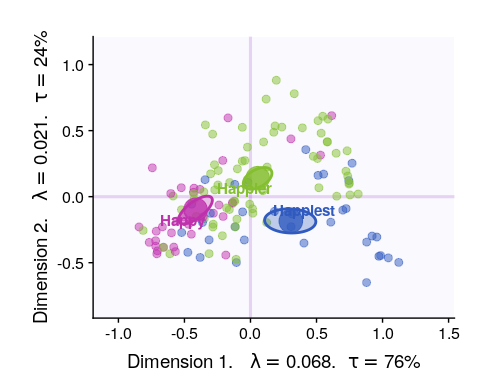 Dimension 2.   λ = 0.021.   τ = 24%
1.0
0.5
0.0
-0.5
Happier
Happiest
Happy
-1.0
-0.5
0.0
0.5
1.0
1.5
Dimension 1.   λ = 0.068.   τ = 76%